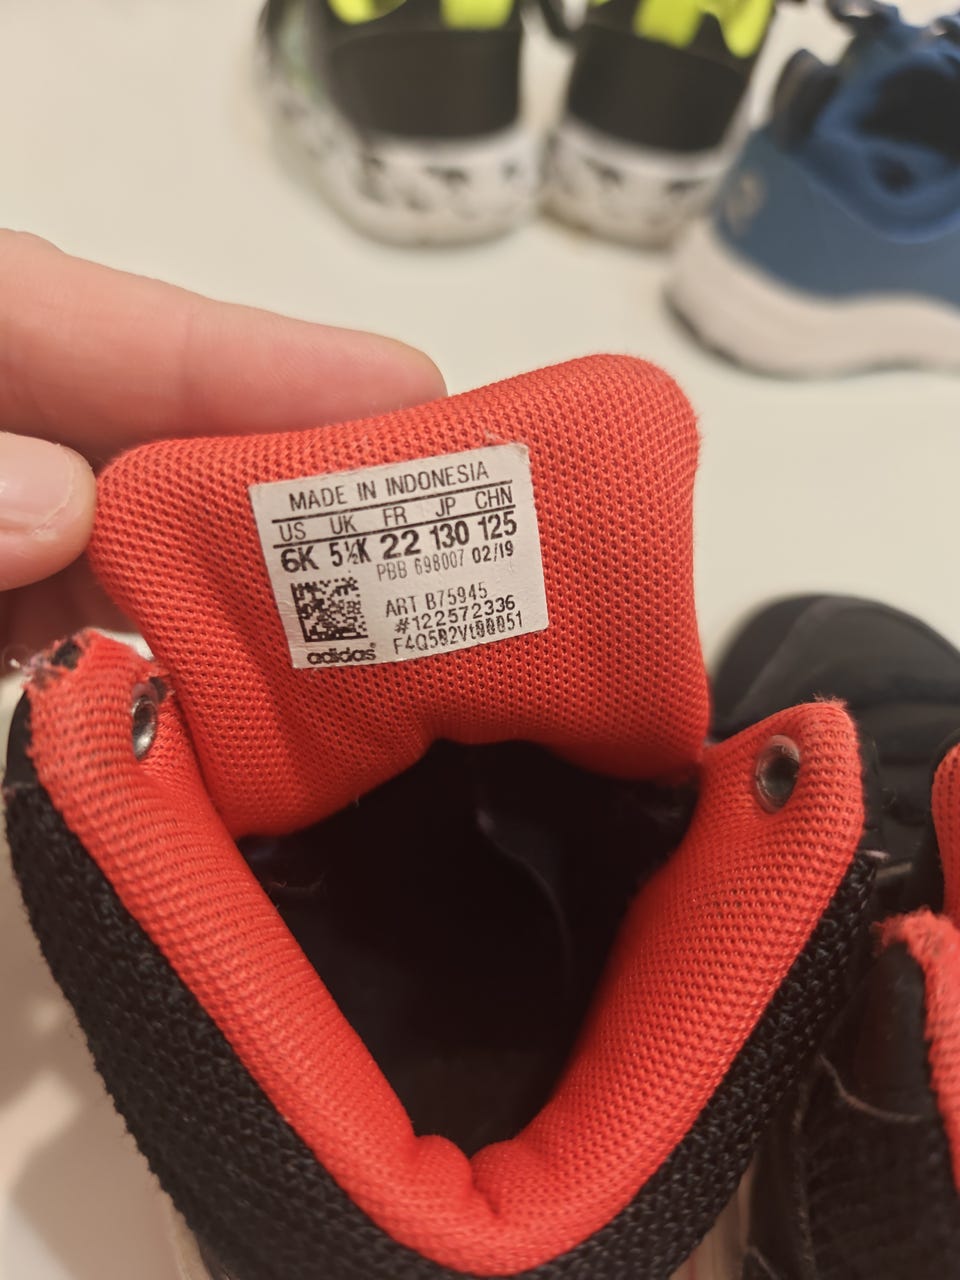 MADE IN INDONESIA
US UK FR JP CHN
6K 5½K 22 130 125
PBB 698007 02/19
ART B75945
#122572336
adidas